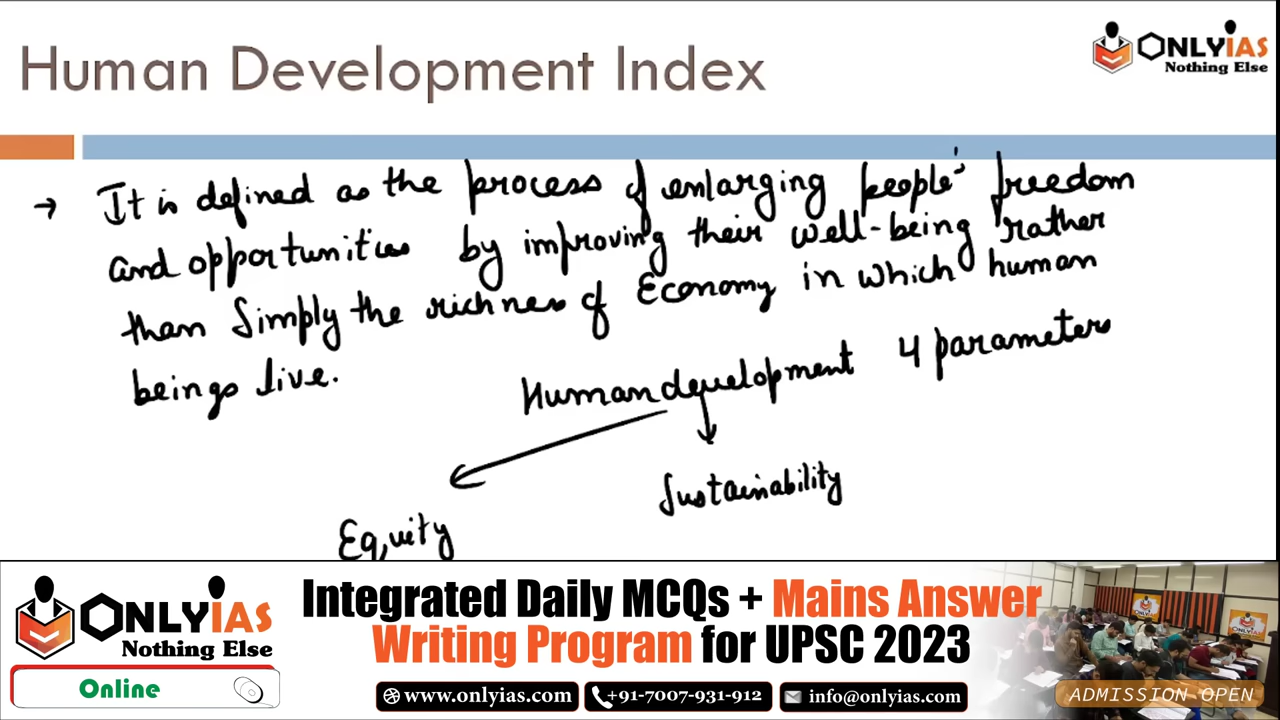 Human Development Index
ONLYIAS
Nothing Else
→ It is defined as the process of enlarging people's freedom
and opportunities by improving their well-being rather
than Simply the richness of Economy in which human
beings live.
Human development 4 parameters
Sustainability
Equity
ONLYIAS
Nothing Else
Online
Integrated Daily MCQs + Mains Answer
Writing Program for UPSC 2023
www.onlyias.com
+91-7007-931-912
info@onlyias.com
ADMISSION OPEN